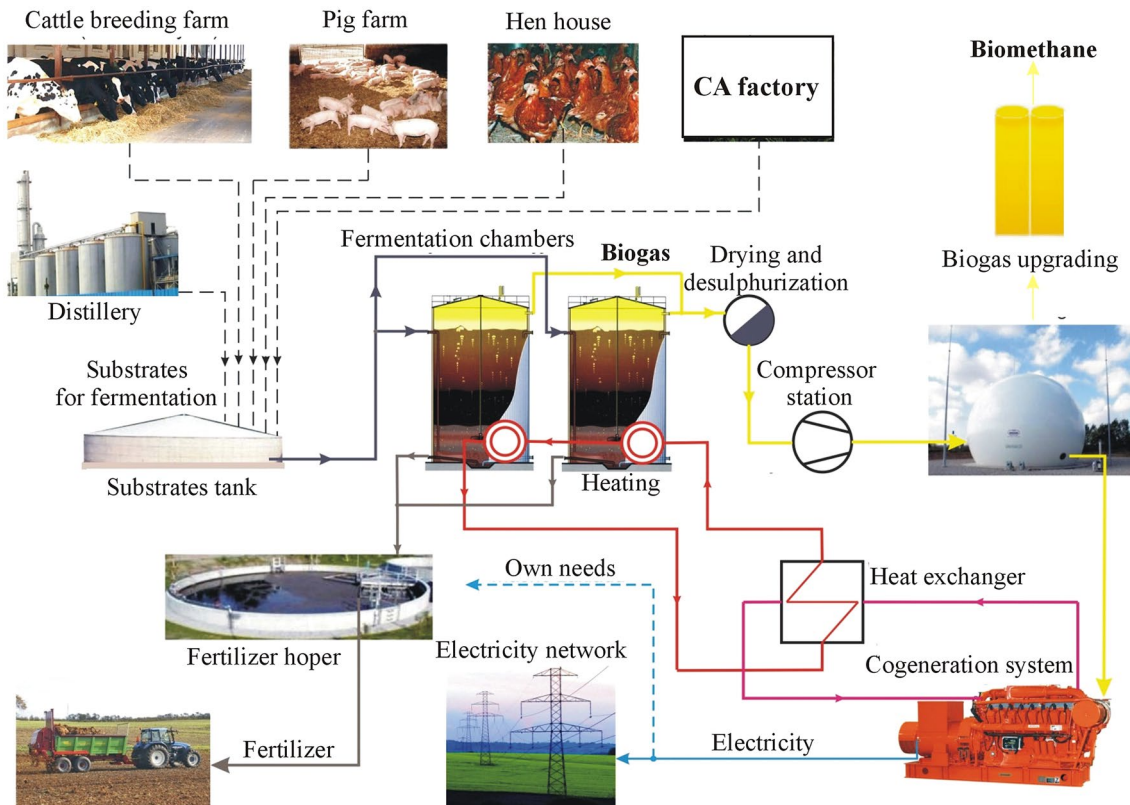 Cattle breeding farm
Pig farm
Hen house
CA factory
Biomethane
Distillery
Fermentation chambers
Biogas
Drying and
desulphurization
Biogas upgrading
Substrates
for fermentation
Compressor
station
Substrates tank
Heating
Own needs
Heat exchanger
Fertilizer hoper
Electricity network
Cogeneration system
Fertilizer
Electricity